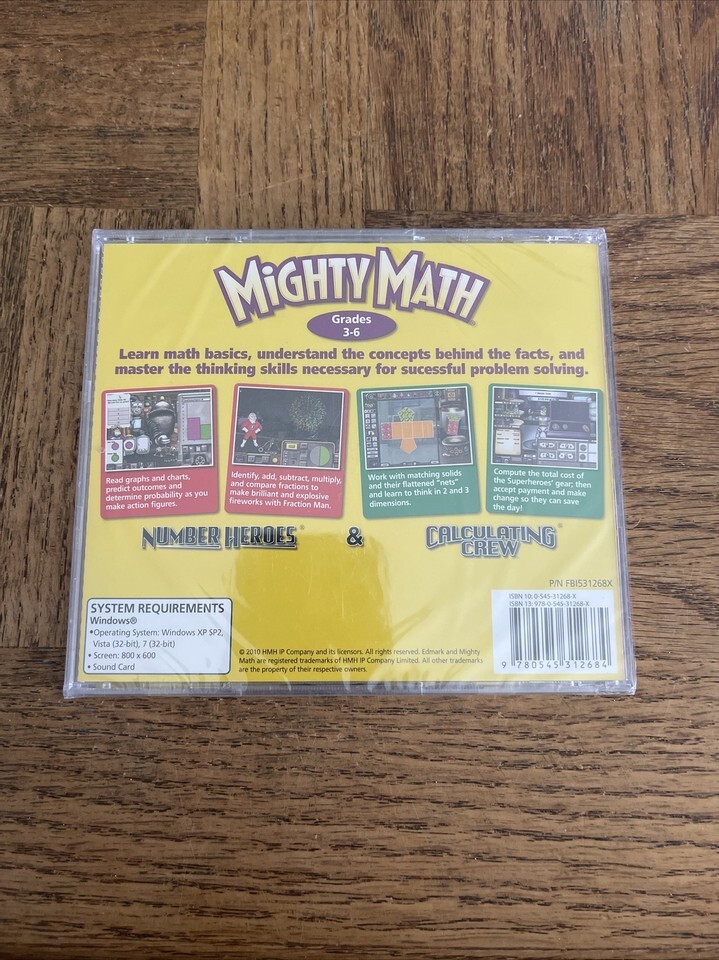 MiGHTY MATH
Grades
3-6
Learn math basics, understand the concepts behind the facts, and
master the thinking skills necessary for sucessful problem solving.
Read graphs and charts,
predict outcomes and
determine probability as you
make action figures.
Identify, add, subtract, multiply,
and compare fractions to
make brilliant and explosive
fireworks with Fraction Man.
Work with matching solids
and their flattened "nets"
and learn to think in 2 and 3
dimensions.
Compute the total cost of
the Superheroes' gear; then
accept payment and make
change so they can save
the day!
NUMBER HEROES® & CALCULATING CREW®
P/N FBI531268X
SYSTEM REQUIREMENTS
Windows®
•Operating System: Windows XP SP2,
Vista (32-bit), 7 (32-bit)
• Screen: 800 x 600
• Sound Card
© 2010 HMH IP Company and its licensors. All rights reserved. Edmark and Mighty
Math are registered trademarks of HMH IP Company Limited. All other trademarks
are the property of their respective owners.
ISBN 10: 0-545-31268-X
ISBN 13: 978-0-545-31268-X
9 780545 312684